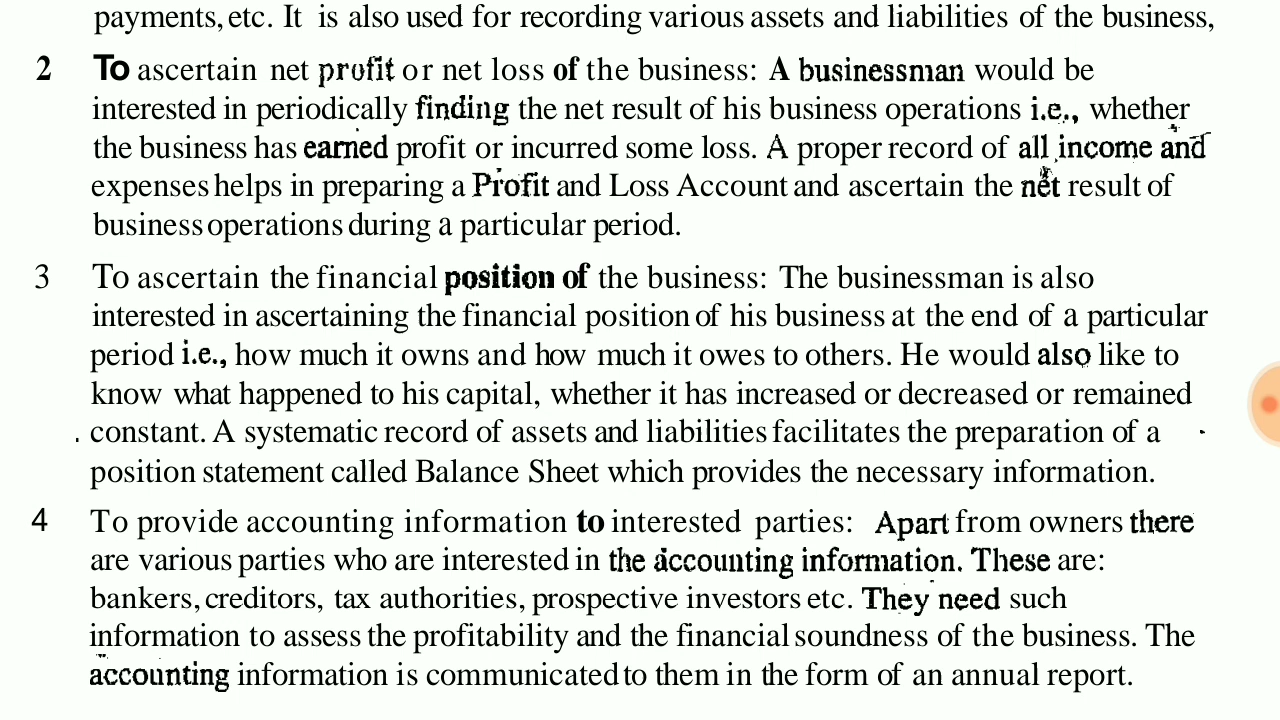 payments, etc. It is also used for recording various assets and liabilities of the business,
2 To ascertain net profit or net loss of the business: A businessman would be
interested in periodically finding the net result of his business operations i.e., whether
the business has earned profit or incurred some loss. A proper record of all income and
expenses helps in preparing a Profit and Loss Account and ascertain the net result of
business operations during a particular period.
3 To ascertain the financial position of the business: The businessman is also
interested in ascertaining the financial position of his business at the end of a particular
period i.e., how much it owns and how much it owes to others. He would also like to
know what happened to his capital, whether it has increased or decreased or remained
constant. A systematic record of assets and liabilities facilitates the preparation of a
position statement called Balance Sheet which provides the necessary information.
4 To provide accounting information to interested parties: Apart from owners there
are various parties who are interested in the accounting information. These are:
bankers, creditors, tax authorities, prospective investors etc. They need such
information to assess the profitability and the financial soundness of the business. The
accounting information is communicated to them in the form of an annual report.